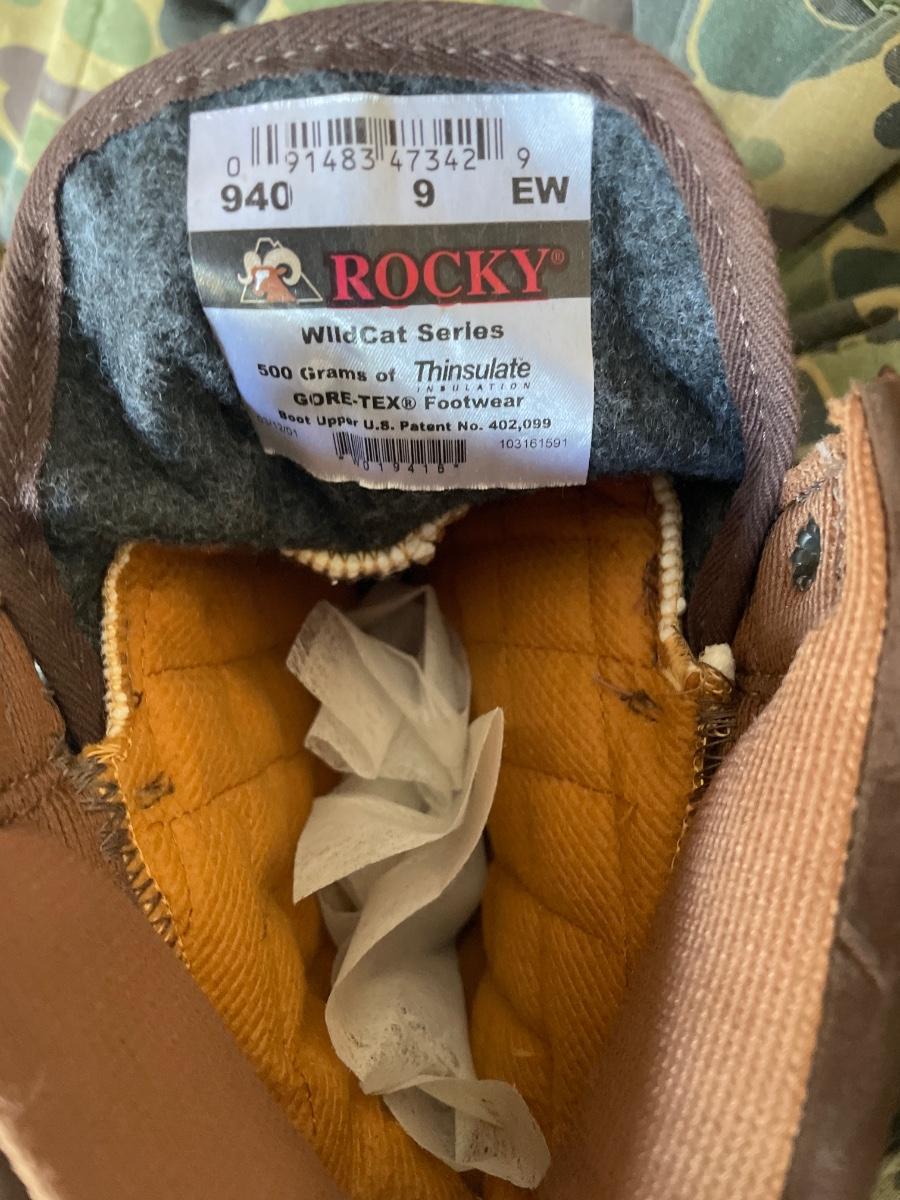 0 91483 47342 9
940 9 EW
ROCKY®
WildCat Series
500 Grams of Thinsulate
INSULATION
GORE-TEX® Footwear
Boot Upper U.S. Patent No. 402,099
103161591
*019416*